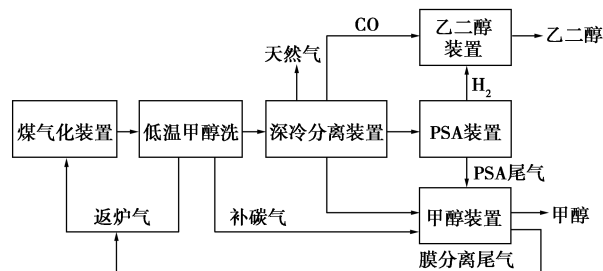 CO
乙二醇
装置
乙二醇
天然气
H₂
煤气化装置
低温甲醇洗
深冷分离装置
PSA装置
PSA尾气
返炉气
补碳气
甲醇装置
甲醇
膜分离尾气